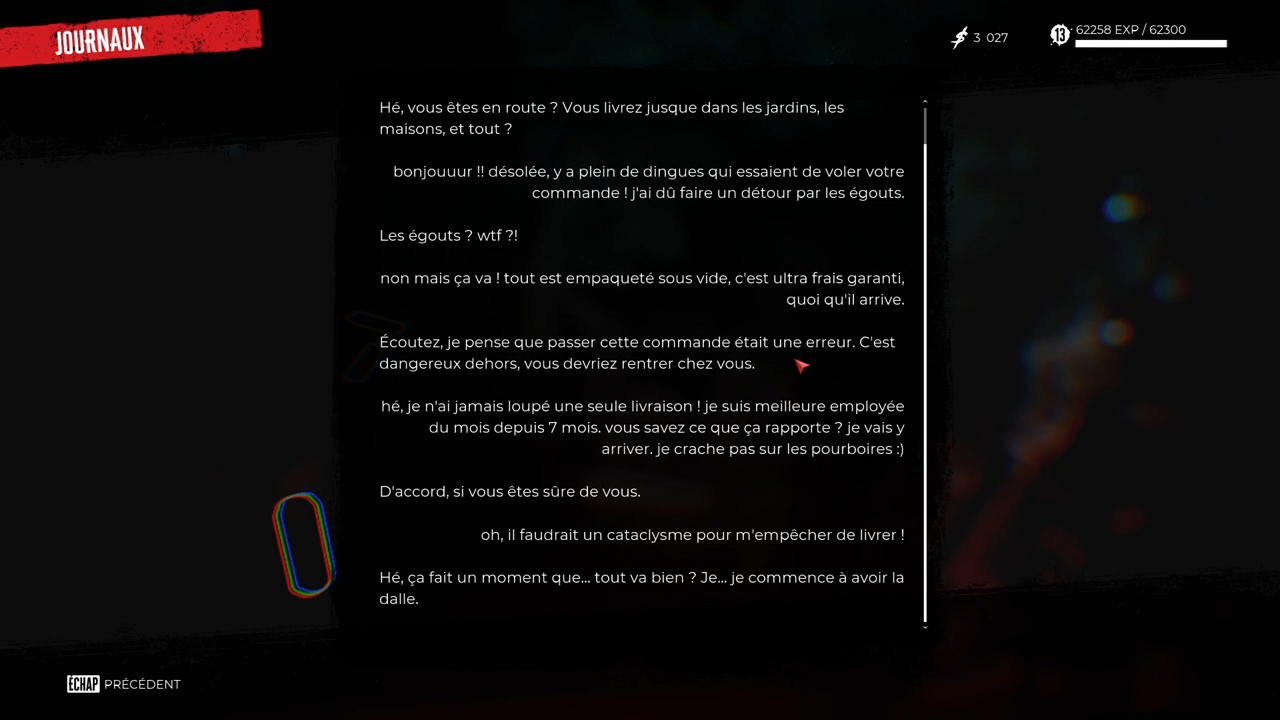 JOURNAUX
3 027
13
62258 EXP / 62300
Hé, vous êtes en route ? Vous livrez jusque dans les jardins, les
maisons, et tout ?
bonjouuur !! désolée, y a plein de dingues qui essaient de voler votre
commande ! j'ai dû faire un détour par les égouts.
Les égouts ? wtf ?!
non mais ça va ! tout est empaqueté sous vide, c'est ultra frais garanti,
quoi qu'il arrive.
Écoutez, je pense que passer cette commande était une erreur. C'est
dangereux dehors, vous devriez rentrer chez vous.
hé, je n'ai jamais loupé une seule livraison ! je suis meilleure employée
du mois depuis 7 mois. vous savez ce que ça rapporte ? je vais y
arriver. je crache pas sur les pourboires :)
D'accord, si vous êtes sûre de vous.
oh, il faudrait un cataclysme pour m'empêcher de livrer !
Hé, ça fait un moment que... tout va bien ? Je... je commence à avoir la
dalle.
ÉCHAP PRÉCÉDENT